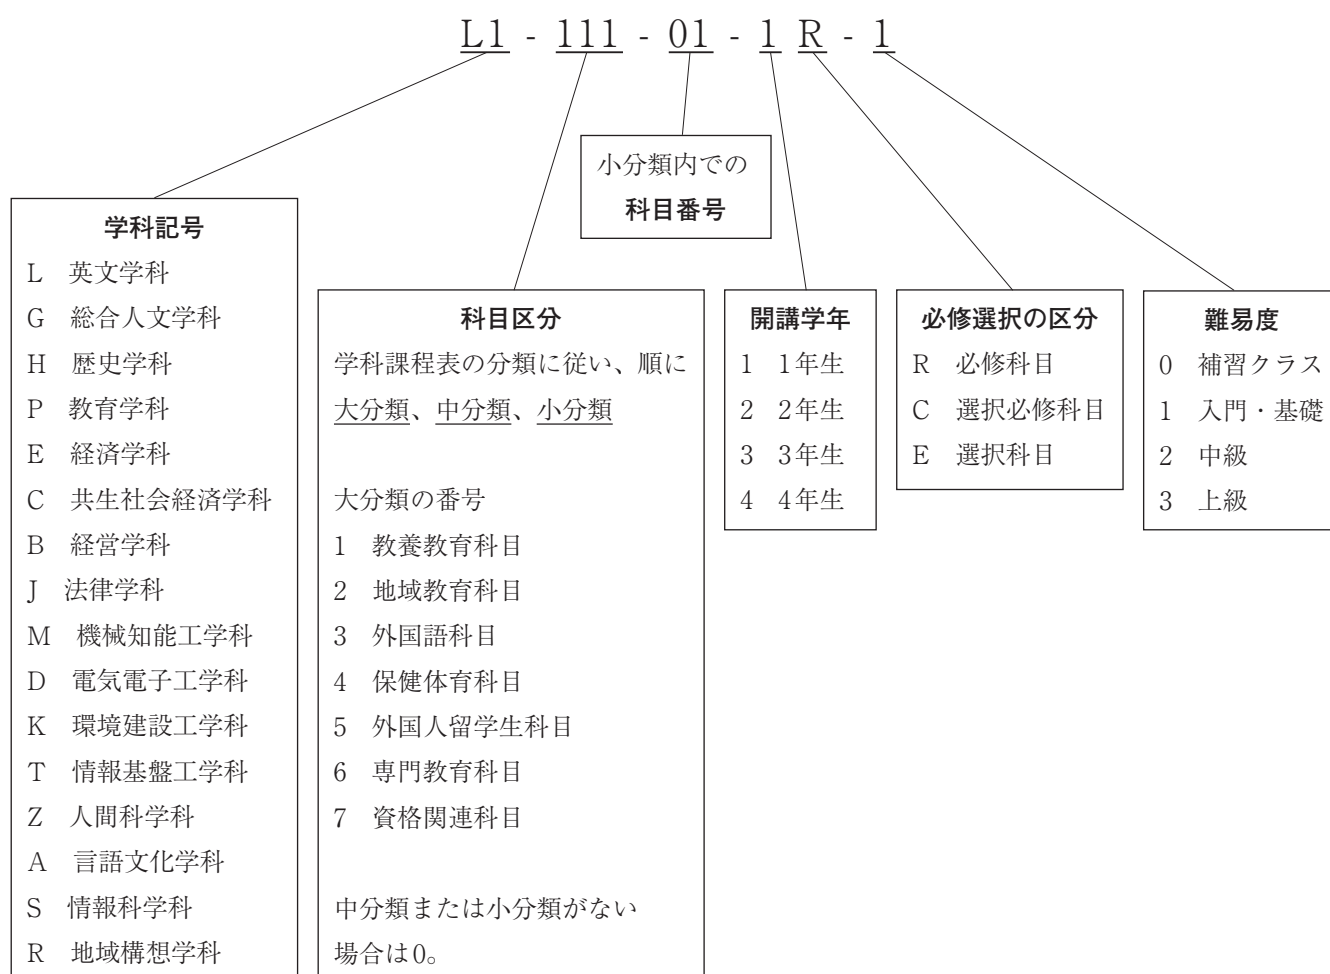 L1 - 111 - 01 - 1 R - 1
小分類内での
科目番号
学科記号
L 英文学科
G 総合人文学科
H 歴史学科
P 教育学科
E 経済学科
C 共生社会経済学科
B 経営学科
J 法律学科
M 機械知能工学科
D 電気電子工学科
K 環境建設工学科
T 情報基盤工学科
Z 人間科学科
A 言語文化学科
S 情報科学科
R 地域構想学科
科目区分
学科課程表の分類に従い、順に
大分類、中分類、小分類
大分類の番号
1 教養教育科目
2 地域教育科目
3 外国語科目
4 保健体育科目
5 外国人留学生科目
6 専門教育科目
7 資格関連科目
中分類または小分類がない
場合は0。
開講学年
1 1年生
2 2年生
3 3年生
4 4年生
必修選択の区分
R 必修科目
C 選択必修科目
E 選択科目
難易度
0 補習クラス
1 入門・基礎
2 中級
3 上級